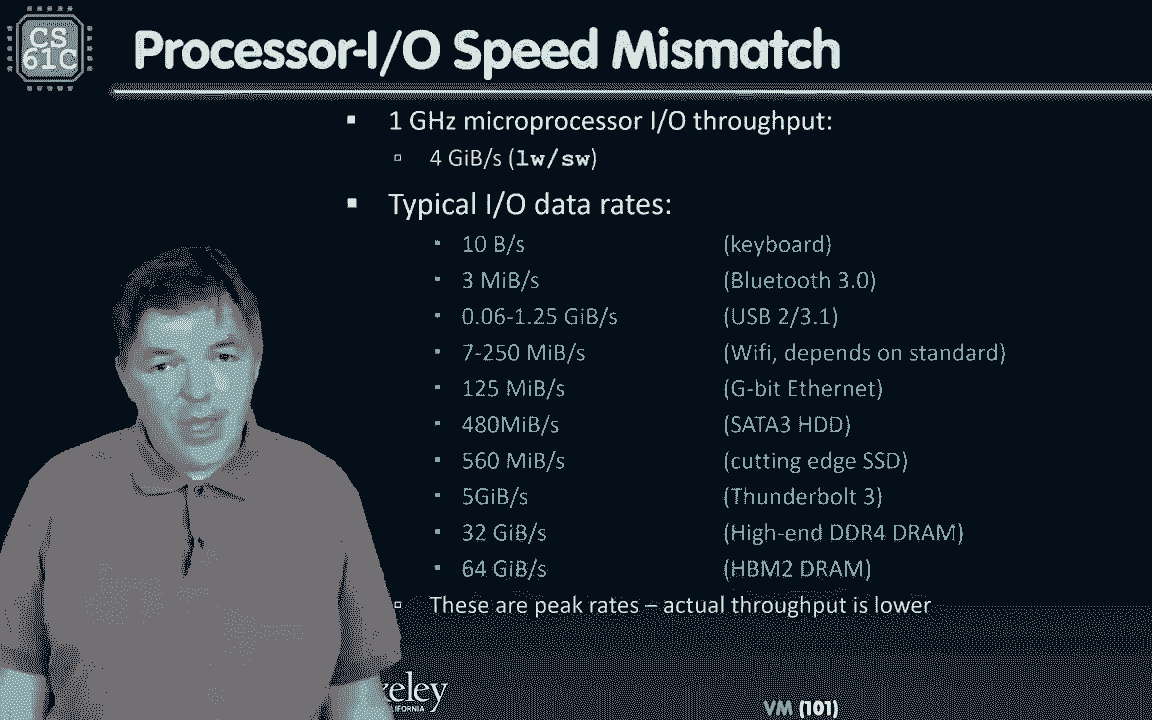 CS
61C
Processor-I/O Speed Mismatch
1 GHz microprocessor I/O throughput:
4 GiB/s (lw/sw)
Typical I/O data rates:
10 B/s (keyboard)
3 MiB/s (Bluetooth 3.0)
0.06-1.25 GiB/s (USB 2/3.1)
7-250 MiB/s (Wifi, depends on standard)
125 MiB/s (G-bit Ethernet)
480MiB/s (SATA3 HDD)
560 MiB/s (cutting edge SSD)
5GiB/s (Thunderbolt 3)
32 GiB/s (High-end DDR4 DRAM)
64 GiB/s (HBM2 DRAM)
These are peak rates – actual throughput is lower
keley
IFORNIA
VM (101)